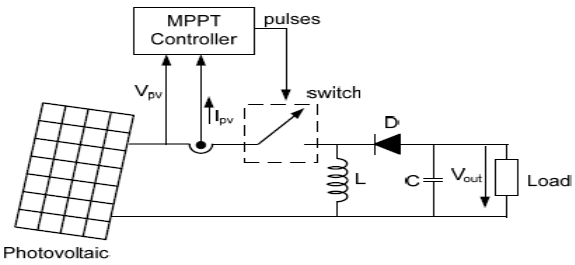 MPPT
Controller
pulses
Vpv
Ipv
switch
D
L
C
Vout
Load
Photovoltaic